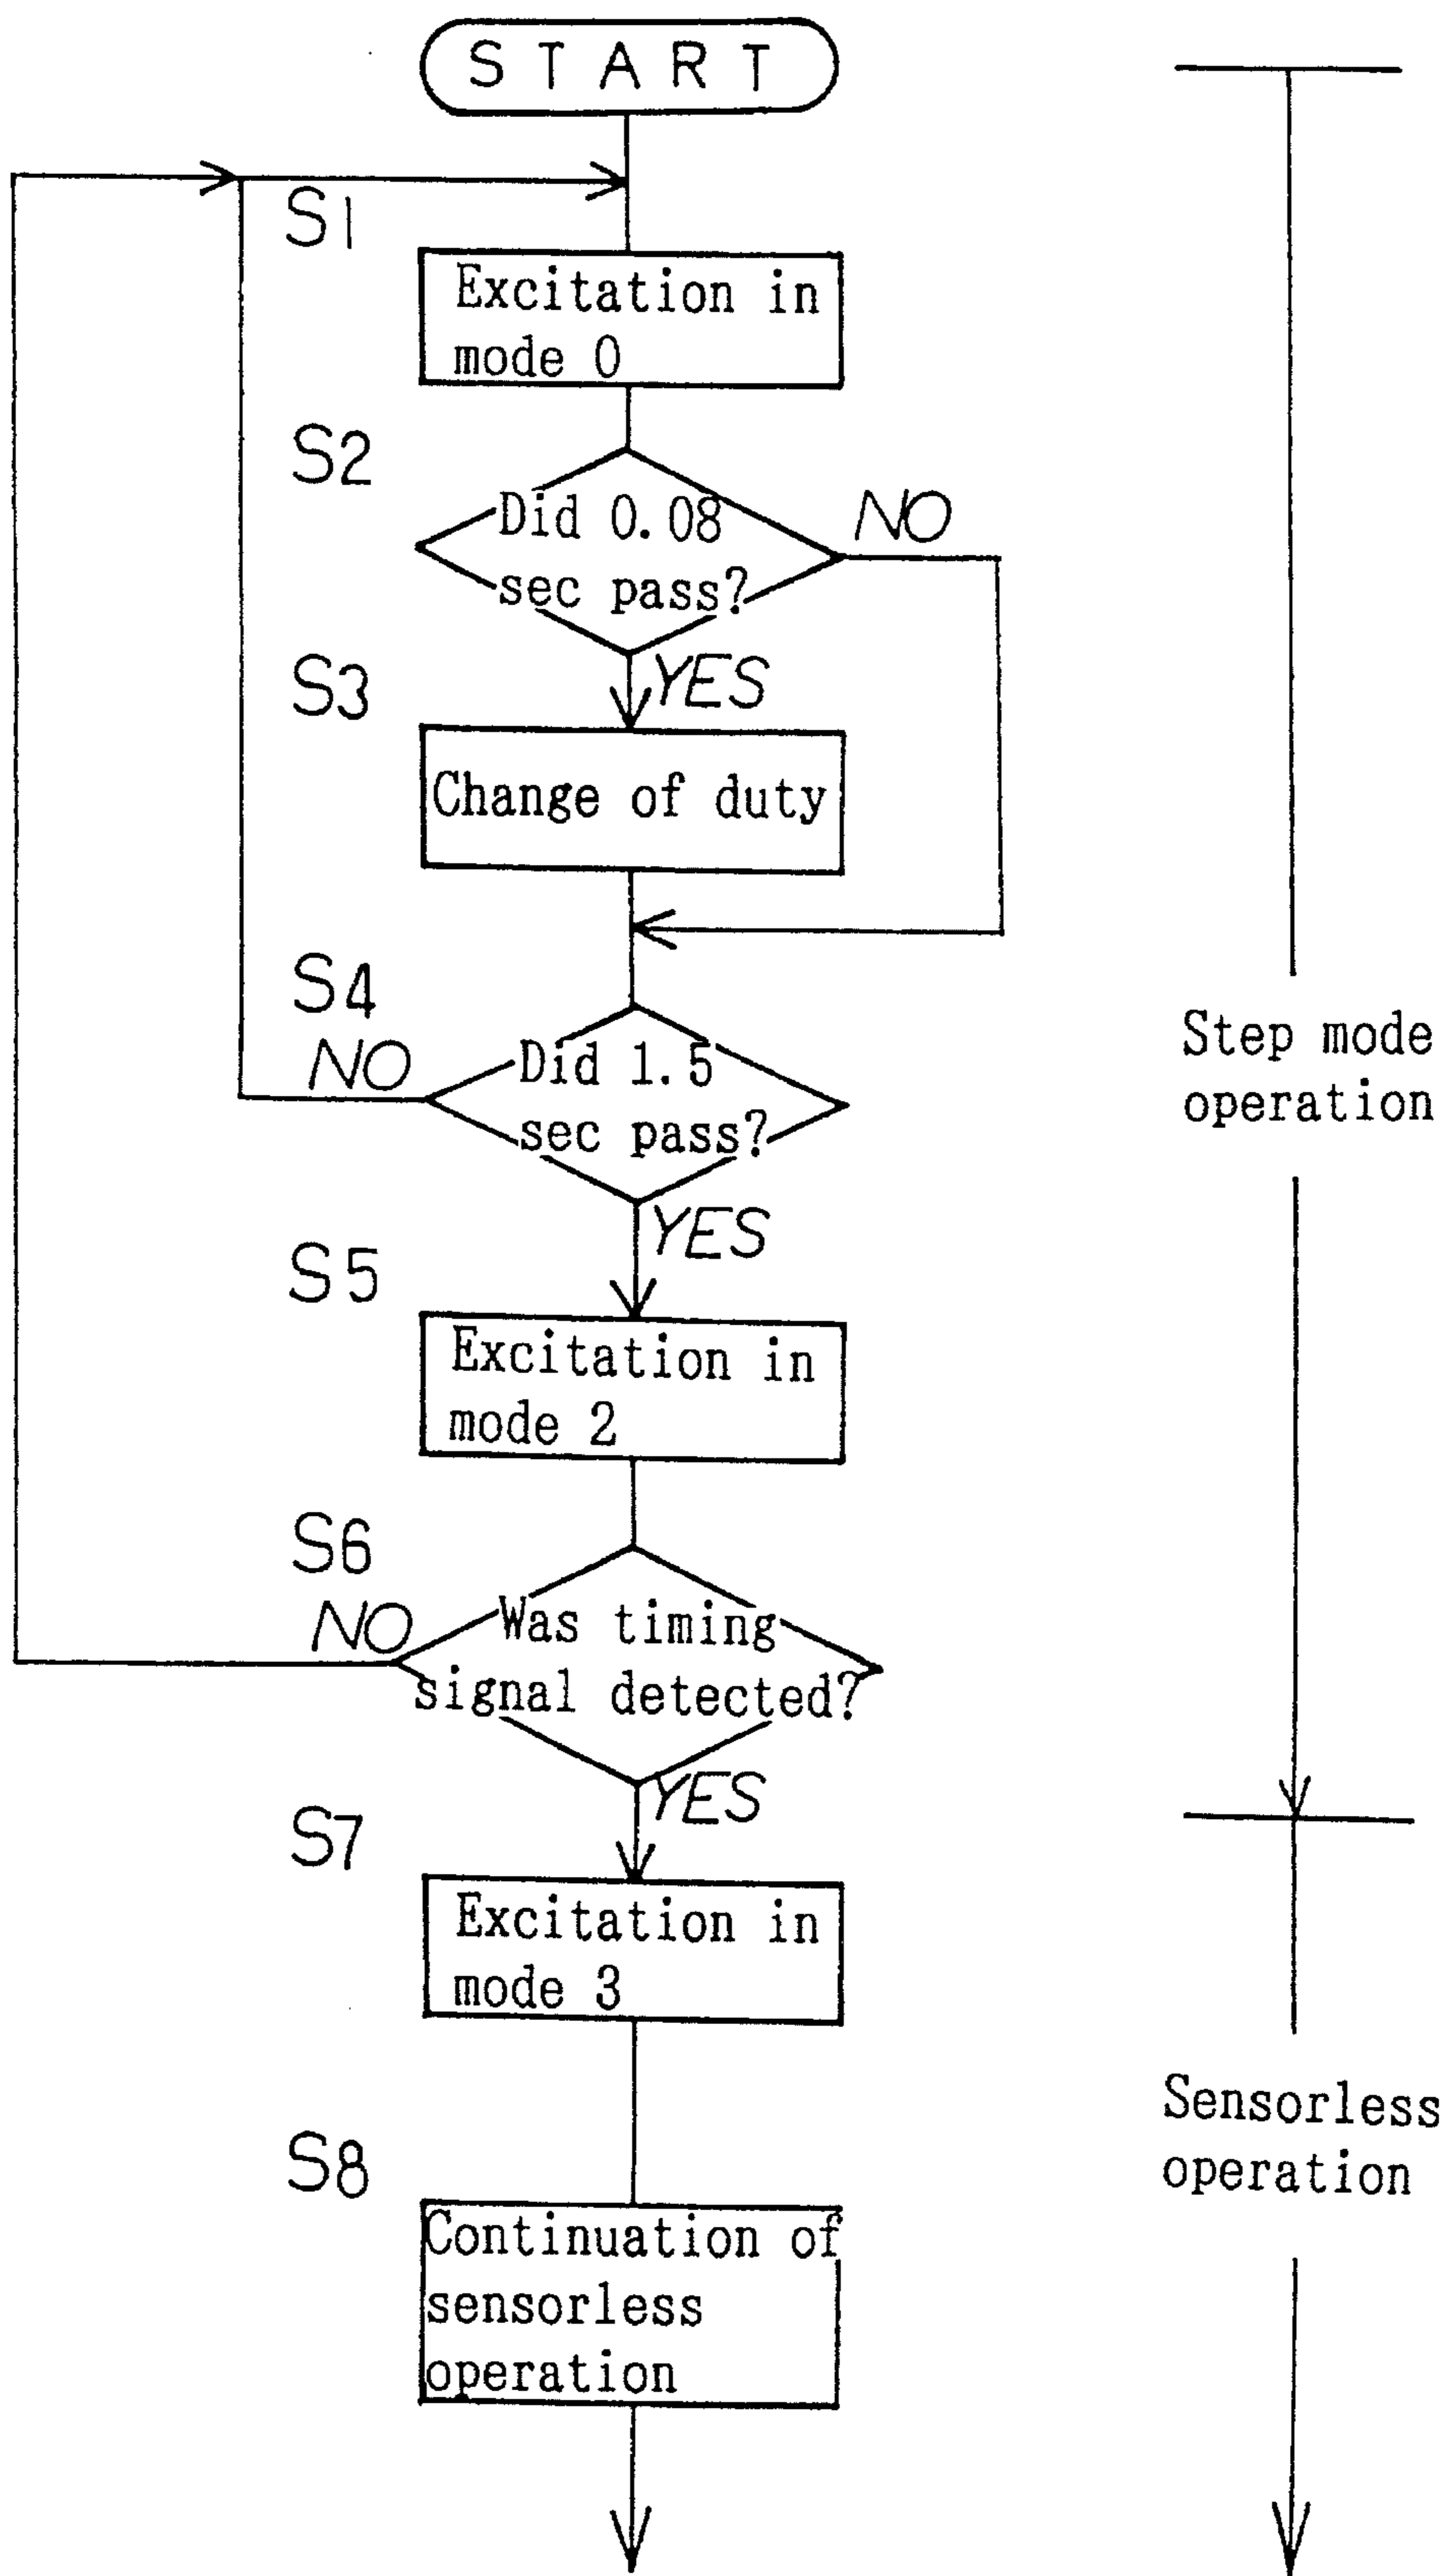 START
S1
Excitation in
mode 0
S2
Did 0.08
sec pass?
NO
YES
S3
Change of duty
S4
NO
Did 1.5
sec pass?
YES
Step mode
operation
S5
Excitation in
mode 2
S6
NO
Was timing
signal detected?
YES
S7
Excitation in
mode 3
Sensorless
operation
S8
Continuation of
sensorless
operation